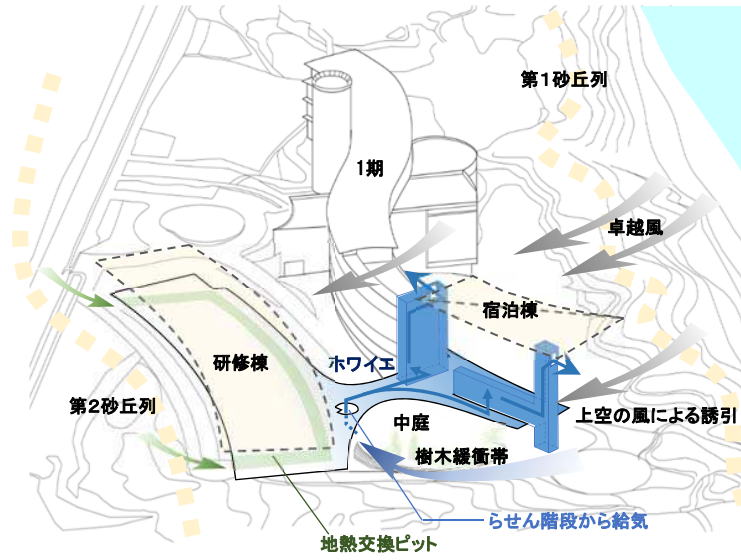 第1砂丘列
1期
卓越風
宿泊棟
研修棟
ホワイエ
第2砂丘列
中庭
上空の風による誘引
樹木緩衝帯
らせん階段から給気
地熱交換ピット